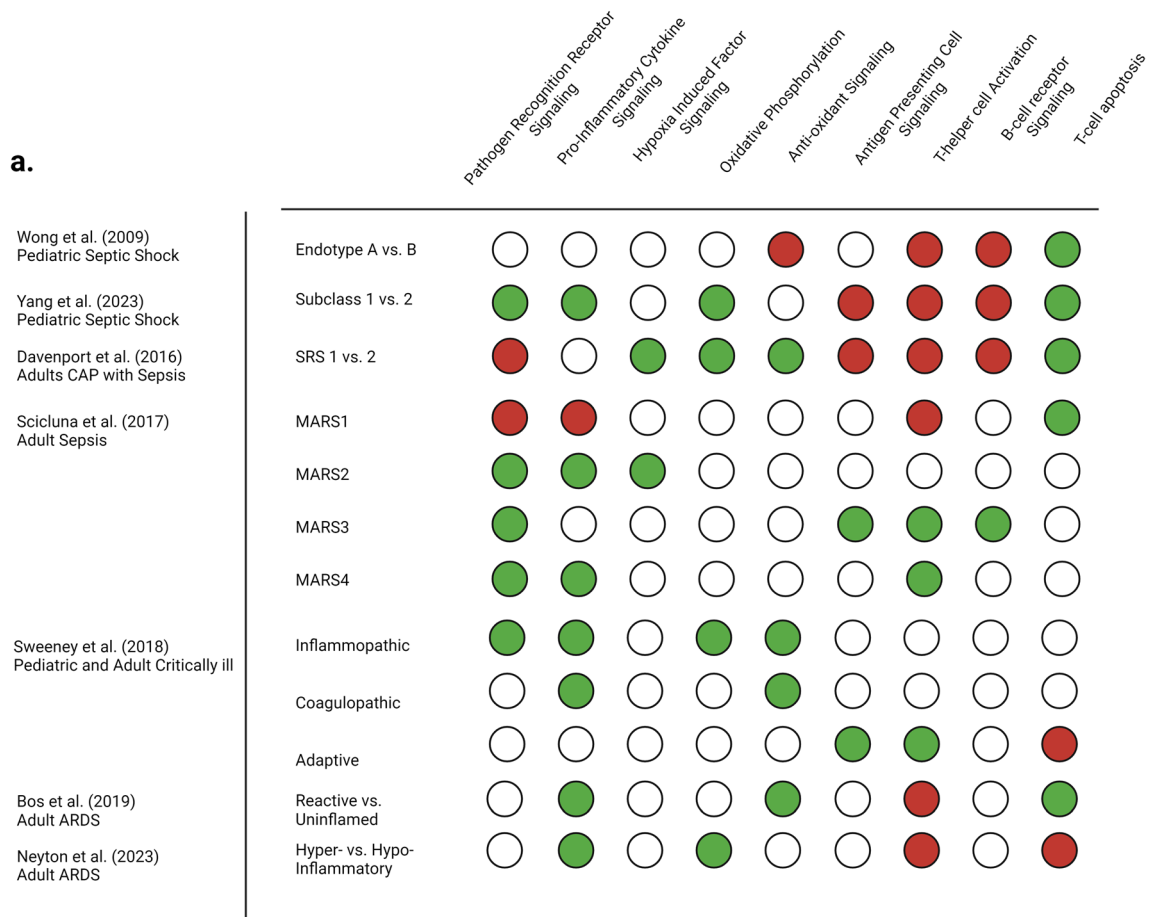 Pathogen Recognition Receptor
Signaling
Pro-Inflammatory Cytokine
Signaling
Hypoxia Induced Factor
Signaling
Oxidative Phosphorylation
Anti-oxidant Signaling
Antigen Presenting Cell
Signaling
T-helper cell Activation
B-cell receptor
Signaling
T-cell apoptosis
a.
Wong et al. (2009)
Pediatric Septic Shock
Endotype A vs. B
Yang et al. (2023)
Pediatric Septic Shock
Subclass 1 vs. 2
Davenport et al. (2016)
Adults CAP with Sepsis
SRS 1 vs. 2
Scicluna et al. (2017)
Adult Sepsis
MARS1
MARS2
MARS3
MARS4
Sweeney et al. (2018)
Pediatric and Adult Critically ill
Inflammopathic
Coagulopathic
Adaptive
Bos et al. (2019)
Adult ARDS
Reactive vs.
Uninflamed
Neyton et al. (2023)
Adult ARDS
Hyper- vs. Hypo-
Inflammatory